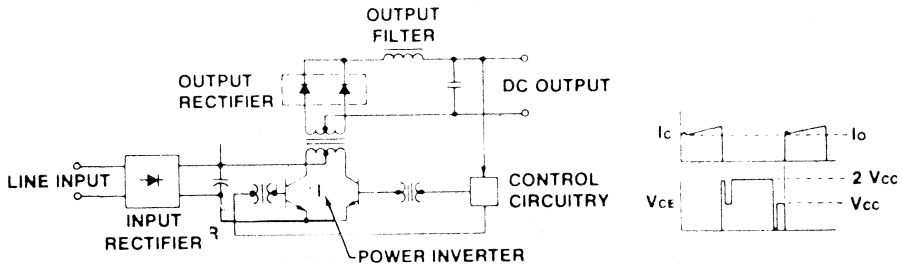 OUTPUT
FILTER
OUTPUT
RECTIFIER
DC OUTPUT
LINE INPUT
INPUT
RECTIFIER
R
CONTROL
CIRCUITRY
POWER INVERTER
IC
IO
VCE
2 VCC
VCC